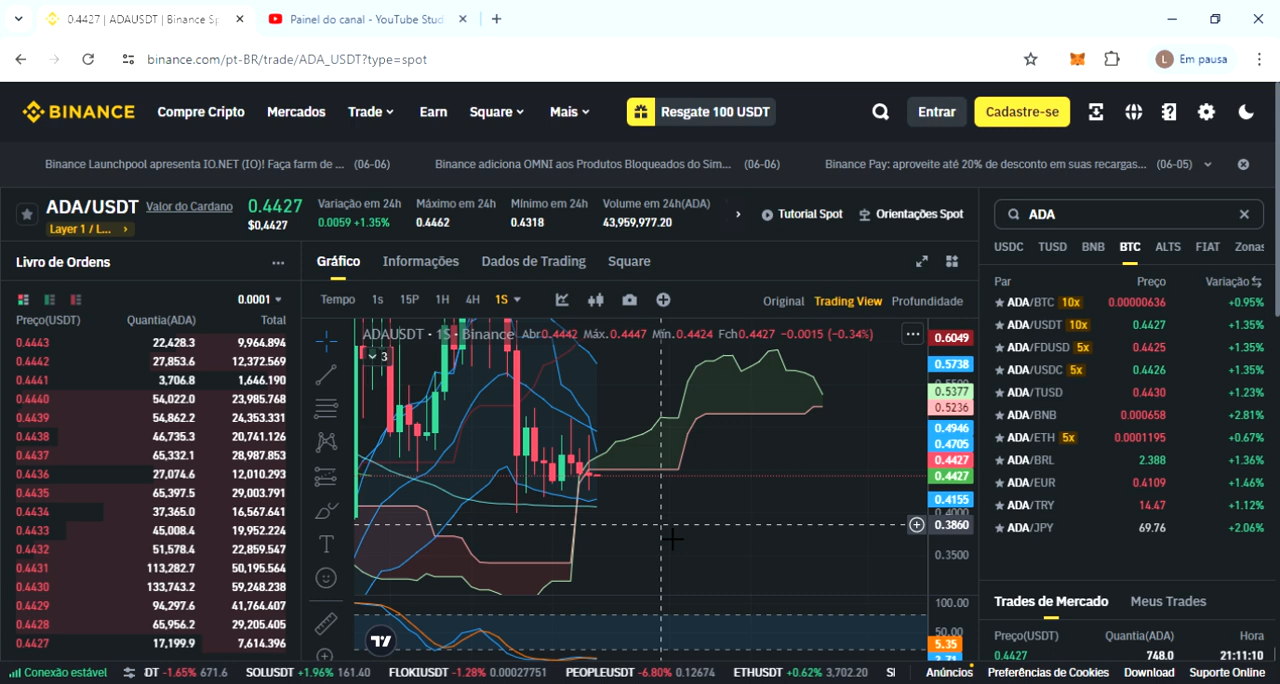 0.4427 | ADAUSDT | Binance Sp
Painel do canal - YouTube Stud
binance.com/pt-BR/trade/ADA_USDT?type=spot
L Em pausa
BINANCE
Compre Cripto Mercados Trade Earn Square Mais Resgate 100 USDT Entrar Cadastre-se
Binance Launchpool apresenta IO.NET (IO)! Faça farm de ... (06-06) Binance adiciona OMNI aos Produtos Bloqueados do Sim... (06-06) Binance Pay: aproveite até 20% de desconto em suas recargas... (06-05)
ADA/USDT Valor do Cardano
Layer 1 / L...
0.4427
$0,4427
Variação em 24h
0.0059 +1.35%
Máximo em 24h
0.4462
Mínimo em 24h
0.4318
Volume em 24h(ADA)
43,959,977.20
Tutorial Spot Orientações Spot
Livro de Ordens
0.0001
Preço(USDT) Quantia(ADA) Total
0.4443 22,428.3 9,964.894
0.4442 27,853.6 12,372.569
0.4441 3,706.8 1,646.190
0.4440 54,022.0 23,985.768
0.4439 54,862.2 24,353.331
0.4438 46,735.3 20,741.126
0.4437 65,332.1 28,987.853
0.4436 27,074.6 12,010.293
0.4435 65,397.5 29,003.791
0.4434 37,365.0 16,567.641
0.4433 45,008.4 19,952.224
0.4432 51,578.4 22,859.547
0.4431 113,282.7 50,195.564
0.4430 133,743.2 59,248.238
0.4429 94,297.6 41,764.407
0.4428 65,956.2 29,205.405
0.4427 17,199.9 7,614.396
Gráfico Informações Dados de Trading Square
Tempo 1s 15P 1H 4H 1S
Original Trading View Profundidade
ADAUSDT · 1S · Binance Abr0.4442 Máx.0.4447 Mín.0.4424 Fch0.4427 -0.0015 (-0.34%)
3
0.6049
0.5738
0.5377
0.5236
0.4946
0.4705
0.4427
0.4427
0.4155
0.4000
0.3860
0.3500
100.00
50.00
5.35
ADA
USDC TUSD BNB BTC ALTS FIAT Zonas
Par Preço Variação
ADA/BTC 10x 0.00000636 +0.95%
ADA/USDT 10x 0.4427 +1.35%
ADA/FDUSD 5x 0.4425 +1.35%
ADA/USDC 5x 0.4426 +1.35%
ADA/TUSD 0.4430 +1.23%
ADA/BNB 0.000658 +2.81%
ADA/ETH 5x 0.0001195 +0.67%
ADA/BRL 2.388 +1.36%
ADA/EUR 0.4109 +1.46%
ADA/TRY 14.47 +1.12%
ADA/JPY 69.76 +2.06%
Trades de Mercado Meus Trades
Preço(USDT) Quantia(ADA) Hora
0.4427 748.0 21:11:10
Conexão estável
DT -1.65% 671.6 SOLUSDT +1.96% 161.40 FLOKIUSDT -1.28% 0.00027751 PEOPLEUSDT -6.80% 0.12674 ETHUSDT +0.62% 3,702.20
Anúncios Preferências de Cookies Download Suporte Online